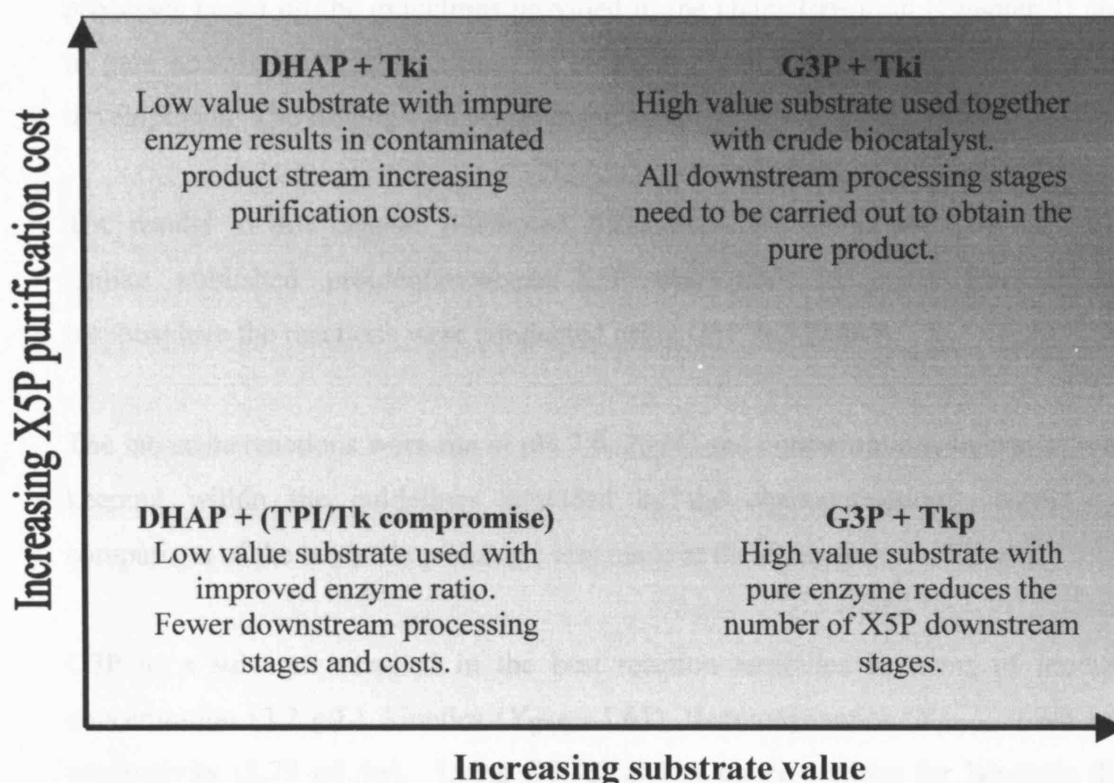 Increasing X5P purification cost
DHAP + Tki
Low value substrate with impure
enzyme results in contaminated
product stream increasing
purification costs.
G3P + Tki
High value substrate used together
with crude biocatalyst.
All downstream processing stages
need to be carried out to obtain the
pure product.
DHAP + (TPI/Tk compromise)
Low value substrate used with
improved enzyme ratio.
Fewer downstream processing
stages and costs.
G3P + Tkp
High value substrate with
pure enzyme reduces the
number of X5P downstream
stages.
Increasing substrate value